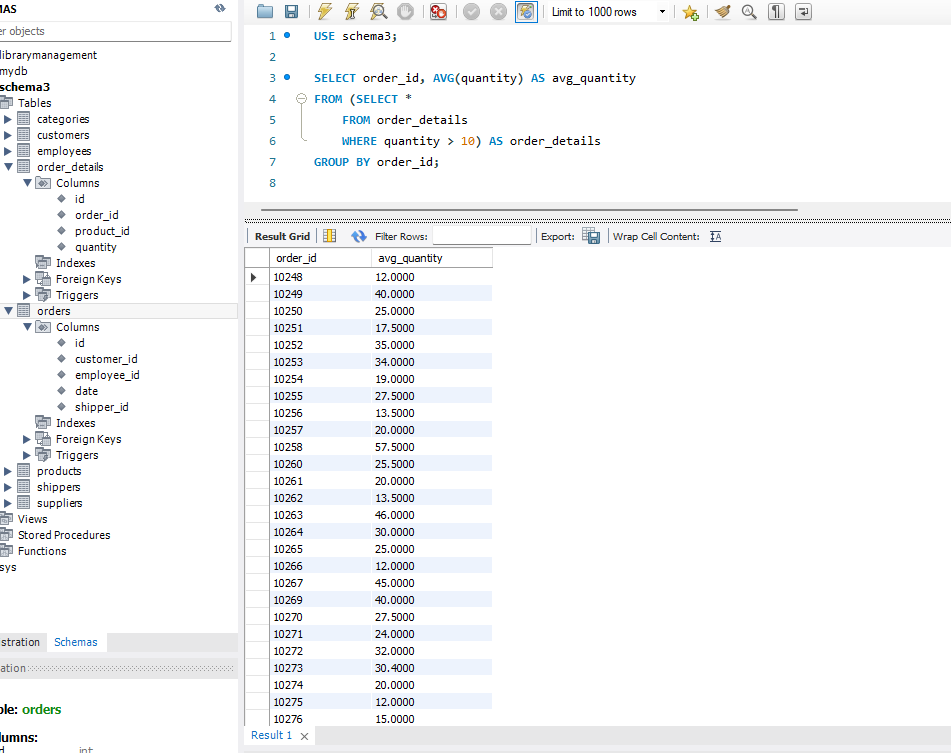 MAS
er objects
librarymanagement
mydb
schema3
Tables
categories
customers
employees
order_details
Columns
id
order_id
product_id
quantity
Indexes
Foreign Keys
Triggers
orders
Columns
id
customer_id
employee_id
date
shipper_id
Indexes
Foreign Keys
Triggers
products
shippers
suppliers
Views
Stored Procedures
Functions
sys
stration Schemas
ation
ble: orders
lumns:
d int
Limit to 1000 rows
1 USE schema3;
2
3 SELECT order_id, AVG(quantity) AS avg_quantity
4 FROM (SELECT *
5 FROM order_details
6 WHERE quantity > 10) AS order_details
7 GROUP BY order_id;
8
Result Grid Filter Rows: Export: Wrap Cell Content: IA
order_id avg_quantity
10248 12.0000
10249 40.0000
10250 25.0000
10251 17.5000
10252 35.0000
10253 34.0000
10254 19.0000
10255 27.5000
10256 13.5000
10257 20.0000
10258 57.5000
10260 25.5000
10261 20.0000
10262 13.5000
10263 46.0000
10264 30.0000
10265 25.0000
10266 12.0000
10267 45.0000
10269 40.0000
10270 27.5000
10271 24.0000
10272 32.0000
10273 30.4000
10274 20.0000
10275 12.0000
10276 15.0000
Result 1